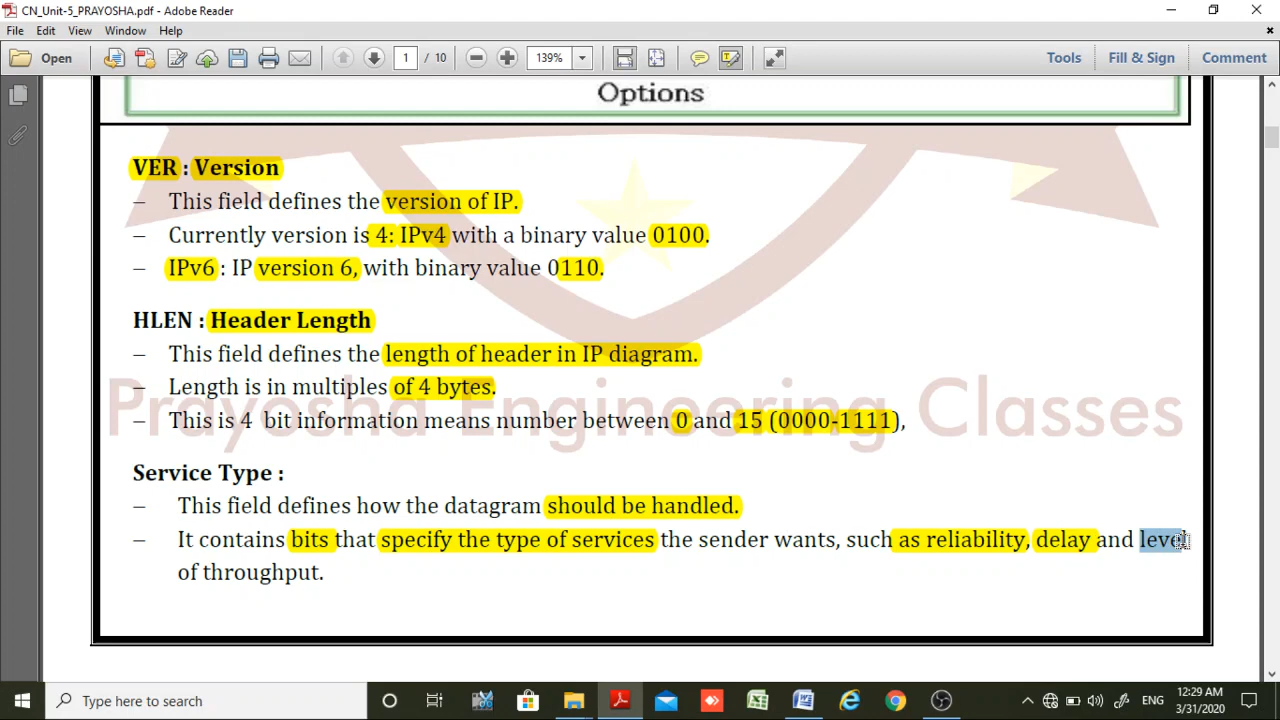 CN_Unit-5_PRAYOSHA.pdf - Adobe Reader
File Edit View Window Help
Open 1 / 10 139% Tools Fill & Sign Comment
Options
VER : Version
– This field defines the version of IP.
– Currently version is 4: IPv4 with a binary value 0100.
– IPv6 : IP version 6, with binary value 0110.
HLEN : Header Length
– This field defines the length of header in IP diagram.
– Length is in multiples of 4 bytes.
Prayosha Engineering Classes
– This is 4 bit information means number between 0 and 15 (0000-1111),
Service Type :
– This field defines how the datagram should be handled.
– It contains bits that specify the type of services the sender wants, such as reliability, delay and level
of throughput.
Type here to search
ENG
12:29 AM
3/31/2020